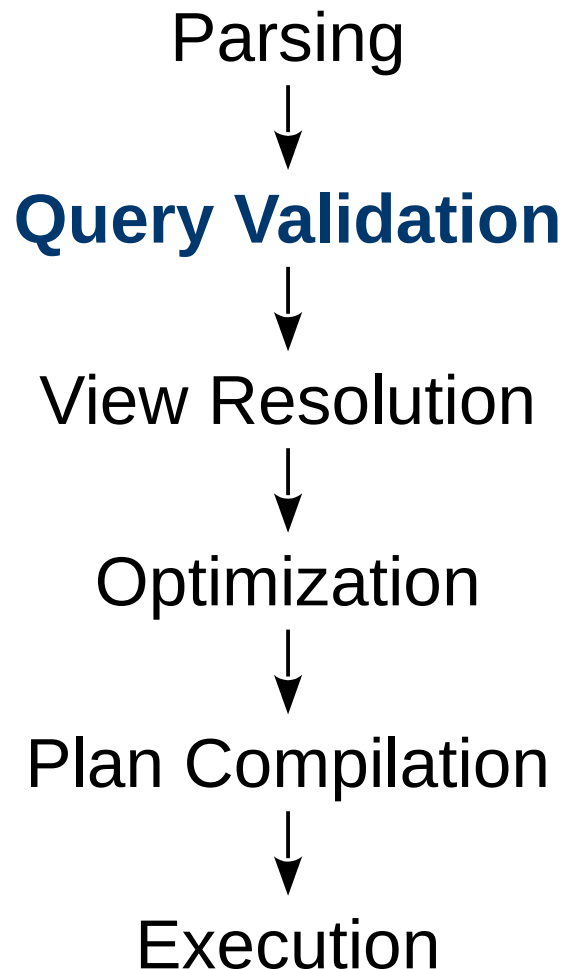 Parsing
Query Validation
View Resolution
Optimization
Plan Compilation
Execution